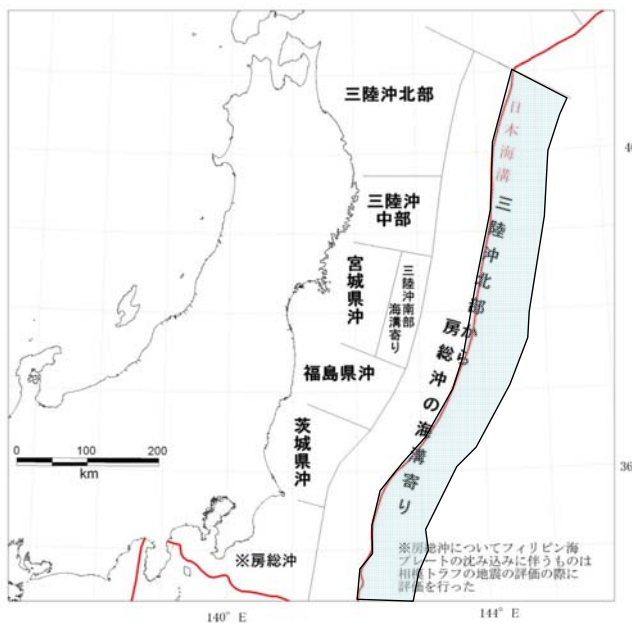 三陸沖北部
日本海溝
40
三陸沖
中部
宮城県沖
三陸沖南部
海溝寄り
三陸沖北部から
房総沖の海溝寄り
福島県沖
茨城県沖
0 100 200
km
36
※房総沖
※房総沖についてフィリピン海
プレートの沈み込みに伴うものは
相模トラフの地震の評価の際に
評価を行った
140° E
144° E